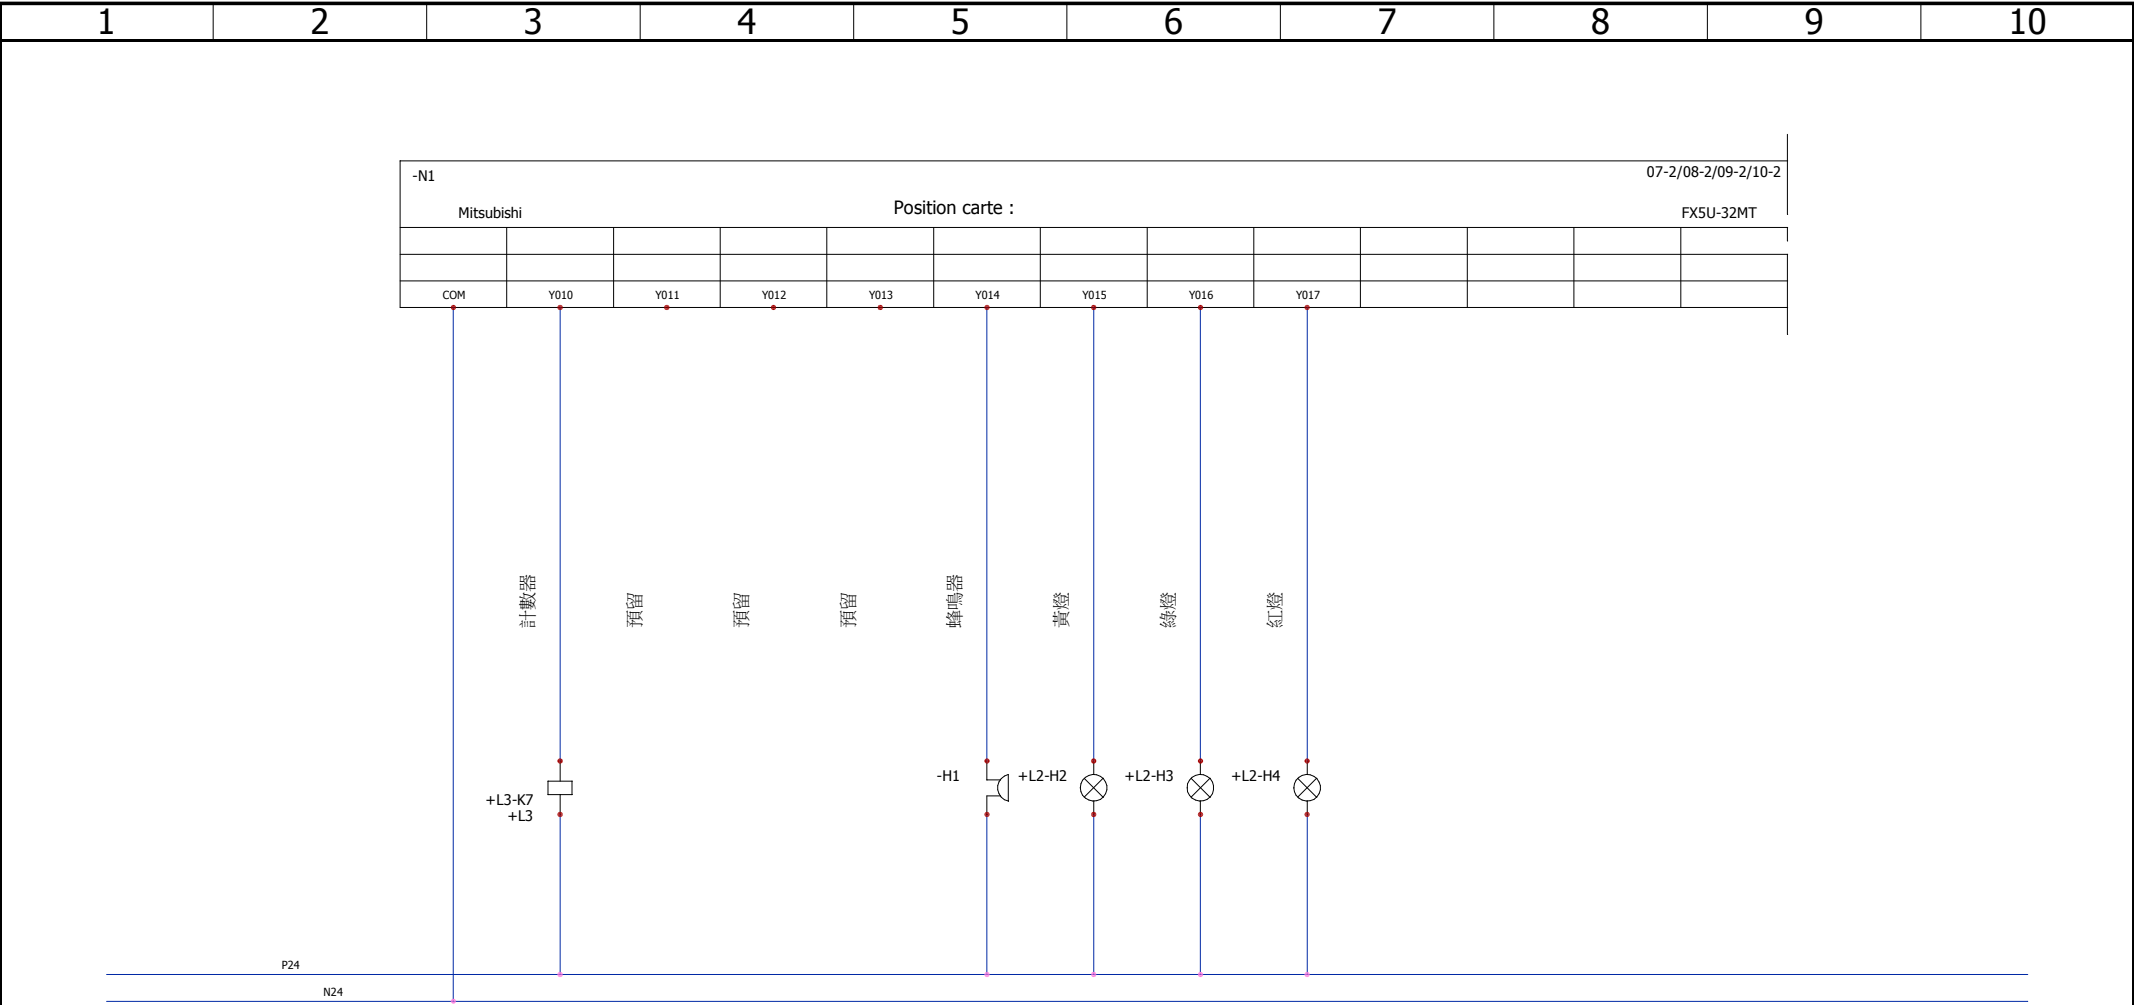 1 2 3 4 5 6 7 8 9 10
-N1 07-2/08-2/09-2/10-2
Mitsubishi Position carte : FX5U-32MT
COM Y010 Y011 Y012 Y013 Y014 Y015 Y016 Y017
計數器
預留
預留
預留
蜂鳴器
黃燈
綠燈
紅燈
-H1 +L2-H2 +L2-H3 +L2-H4
+L3-K7
+L3
P24
N24